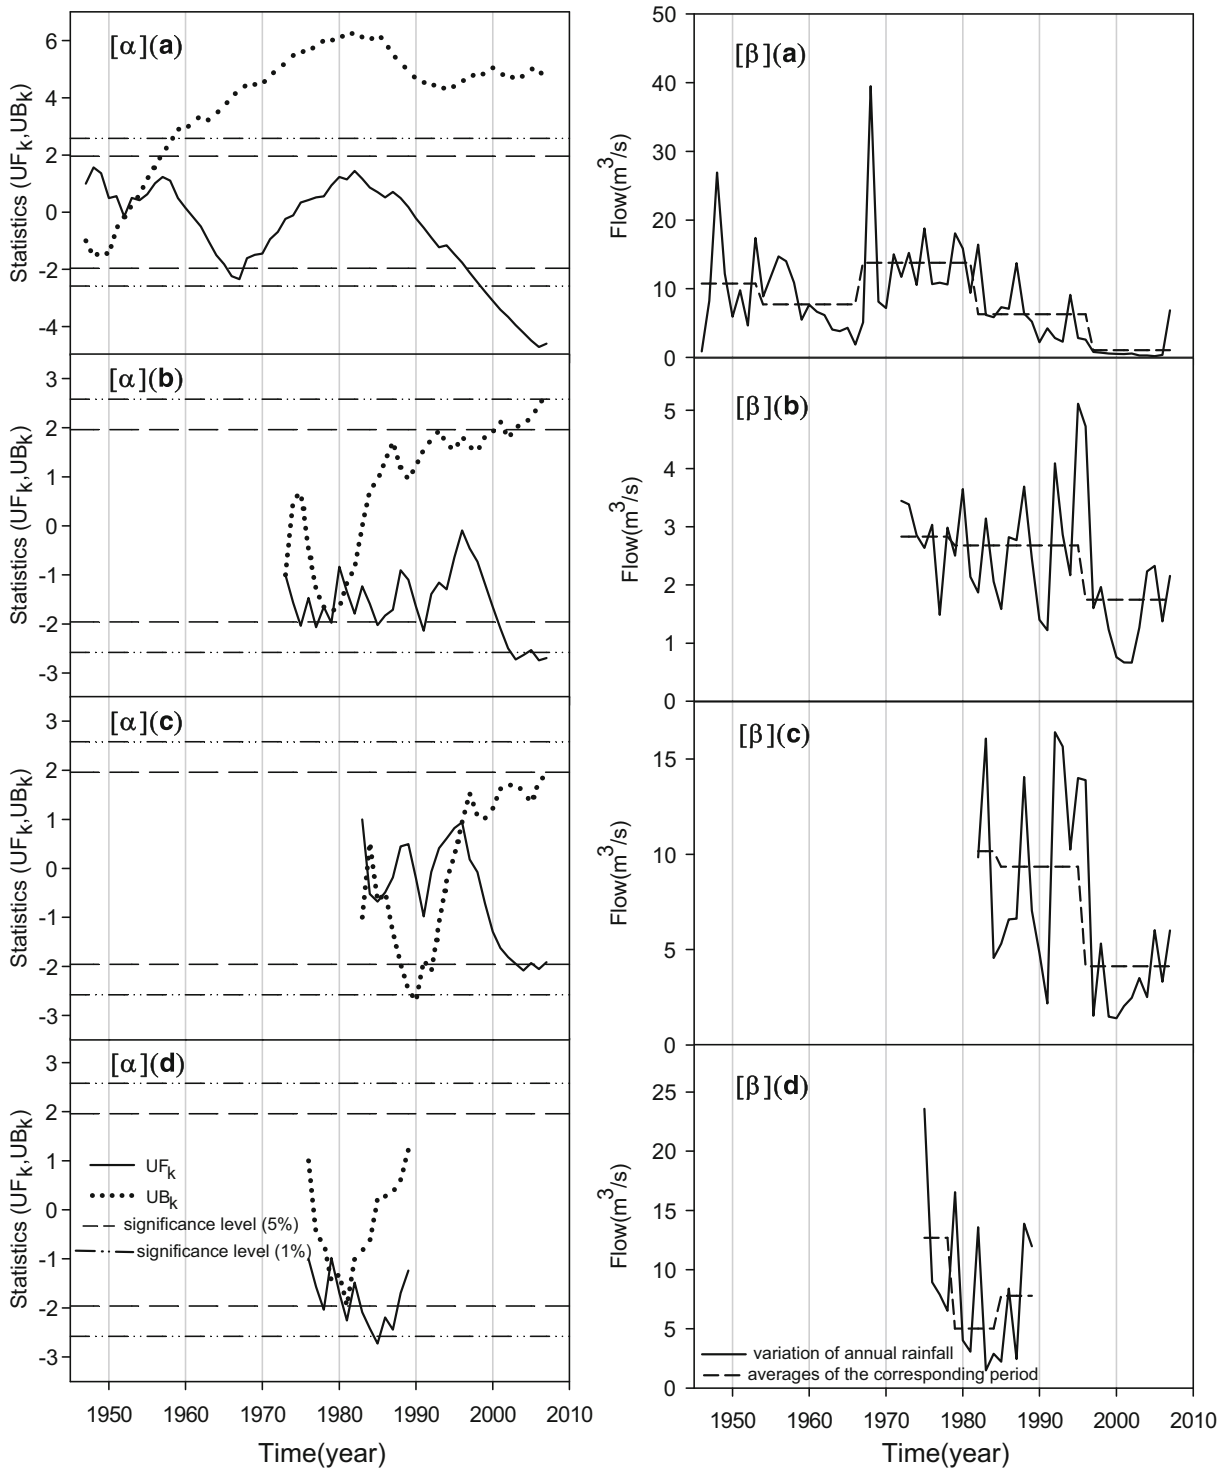 [α](a)
Statistics (UFk,UBk)
6
4
2
0
-2
-4
[α](b)
Statistics (UFk,UBk)
3
2
1
0
-1
-2
-3
[α](c)
Statistics (UFk,UBk)
3
2
1
0
-1
-2
-3
[α](d)
Statistics (UFk,UBk)
3
2
1
0
-1
-2
-3
UFk
UBk
significance level (5%)
significance level (1%)
1950 1960 1970 1980 1990 2000 2010
Time(year)
[β](a)
Flow(m³/s)
50
40
30
20
10
0
[β](b)
Flow(m³/s)
5
4
3
2
1
0
[β](c)
Flow(m³/s)
15
10
5
0
[β](d)
Flow(m³/s)
25
20
15
10
5
0
variation of annual rainfall
averages of the corresponding period
1950 1960 1970 1980 1990 2000 2010
Time(year)